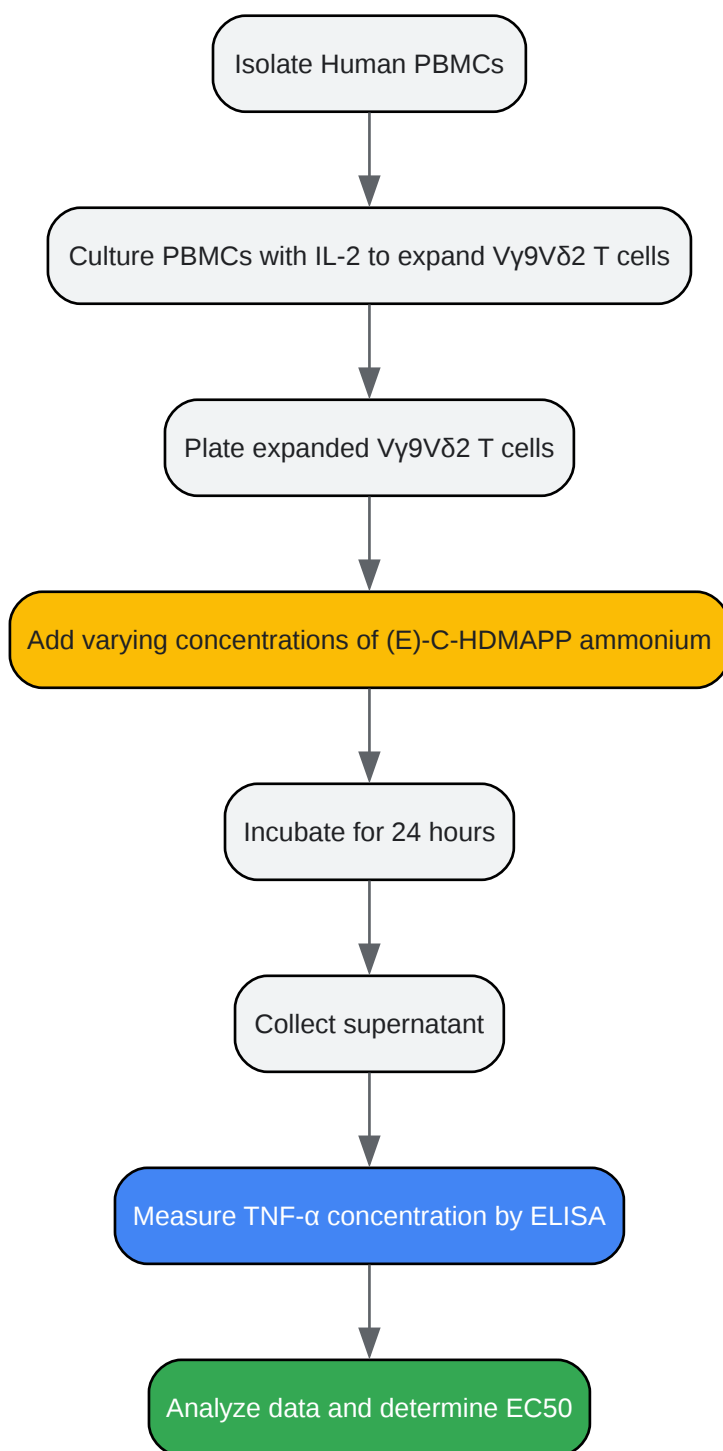 Isolate Human PBMCs
Culture PBMCs with IL-2 to expand Vγ9Vδ2 T cells
Plate expanded Vγ9Vδ2 T cells
Add varying concentrations of (E)-C-HDMAPP ammonium
Incubate for 24 hours
Collect supernatant
Measure TNF-α concentration by ELISA
Analyze data and determine EC50